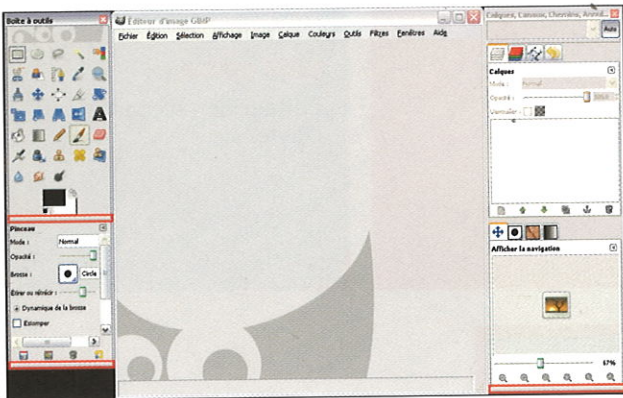 Boîte à outils
Éditeur d'image GIMP
Fichier Édition Sélection Affichage Image Calque Couleurs Outils Filtres Fenêtres Aide
Pinceau
Mode : Normal
Opacité :
Brosse : Circle
Étirer ou rétrécir :
Dynamique de la brosse
Estomper
Calques, Canaux, Chemins, Annul...
Auto
Calques
Mode : Normal
Opacité :
Verrouiller :
Afficher la navigation
67%